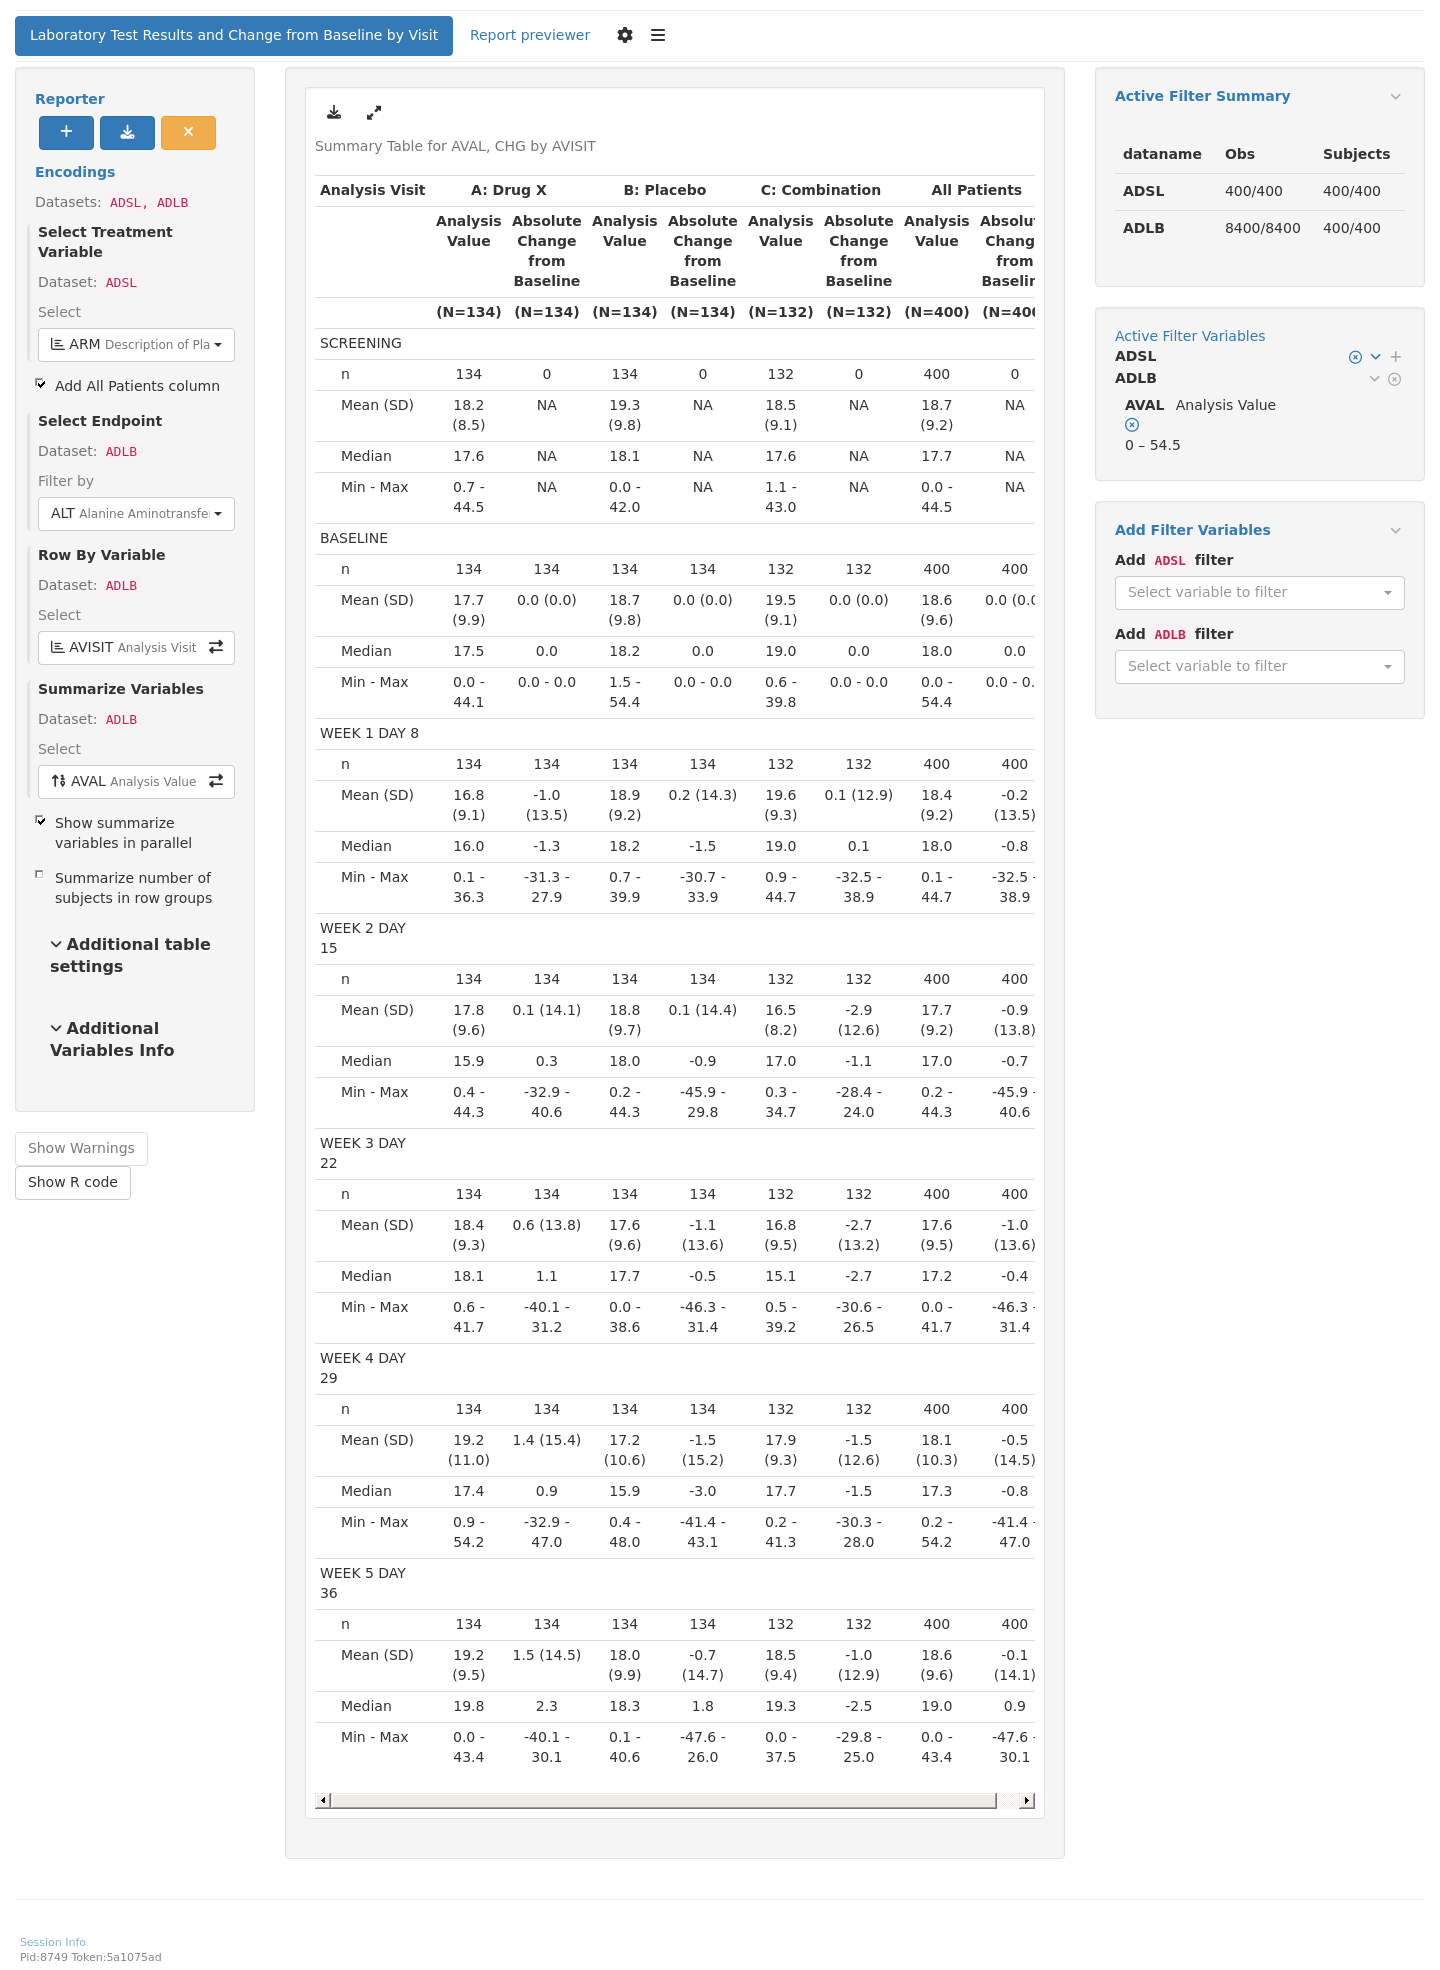 Laboratory Test Results and Change from Baseline by Visit Report previewer
Reporter
Encodings
Datasets: ADSL, ADLB
Select Treatment
Variable
Dataset: ADSL
Select
ARM Description of Pla
Add All Patients column
Select Endpoint
Dataset: ADLB
Filter by
ALT Alanine Aminotransfe
Row By Variable
Dataset: ADLB
Select
AVISIT Analysis Visit
Summarize Variables
Dataset: ADLB
Select
AVAL Analysis Value
Show summarize
variables in parallel
Summarize number of
subjects in row groups
Additional table
settings
Additional
Variables Info
Show Warnings
Show R code
Summary Table for AVAL, CHG by AVISIT
Analysis Visit A: Drug X B: Placebo C: Combination All Patients
Analysis Absolute Analysis Absolute Analysis Absolute Analysis Absolut
Value Change Value Change Value Change Value Chang
from from from from
Baseline Baseline Baseline Baselin
(N=134) (N=134) (N=134) (N=134) (N=132) (N=132) (N=400) (N=400
SCREENING
n 134 0 134 0 132 0 400 0
Mean (SD) 18.2 NA 19.3 NA 18.5 NA 18.7 NA
(8.5) (9.8) (9.1) (9.2)
Median 17.6 NA 18.1 NA 17.6 NA 17.7 NA
Min - Max 0.7 - NA 0.0 - NA 1.1 - NA 0.0 - NA
44.5 42.0 43.0 44.5
BASELINE
n 134 134 134 134 132 132 400 400
Mean (SD) 17.7 0.0 (0.0) 18.7 0.0 (0.0) 19.5 0.0 (0.0) 18.6 0.0 (0.0
(9.9) (9.8) (9.1) (9.6)
Median 17.5 0.0 18.2 0.0 19.0 0.0 18.0 0.0
Min - Max 0.0 - 0.0 - 0.0 1.5 - 0.0 - 0.0 0.6 - 0.0 - 0.0 0.0 - 0.0 - 0.
44.1 54.4 39.8 54.4
WEEK 1 DAY 8
n 134 134 134 134 132 132 400 400
Mean (SD) 16.8 -1.0 18.9 0.2 (14.3) 19.6 0.1 (12.9) 18.4 -0.2
(9.1) (13.5) (9.2) (9.3) (9.2) (13.5)
Median 16.0 -1.3 18.2 -1.5 19.0 0.1 18.0 -0.8
Min - Max 0.1 - -31.3 - 0.7 - -30.7 - 0.9 - -32.5 - 0.1 - -32.5 -
36.3 27.9 39.9 33.9 44.7 38.9 44.7 38.9
WEEK 2 DAY
15
n 134 134 134 134 132 132 400 400
Mean (SD) 17.8 0.1 (14.1) 18.8 0.1 (14.4) 16.5 -2.9 17.7 -0.9
(9.6) (9.7) (8.2) (12.6) (9.2) (13.8)
Median 15.9 0.3 18.0 -0.9 17.0 -1.1 17.0 -0.7
Min - Max 0.4 - -32.9 - 0.2 - -45.9 - 0.3 - -28.4 - 0.2 - -45.9 -
44.3 40.6 44.3 29.8 34.7 24.0 44.3 40.6
WEEK 3 DAY
22
n 134 134 134 134 132 132 400 400
Mean (SD) 18.4 0.6 (13.8) 17.6 -1.1 16.8 -2.7 17.6 -1.0
(9.3) (9.6) (13.6) (9.5) (13.2) (9.5) (13.6)
Median 18.1 1.1 17.7 -0.5 15.1 -2.7 17.2 -0.4
Min - Max 0.6 - -40.1 - 0.0 - -46.3 - 0.5 - -30.6 - 0.0 - -46.3 -
41.7 31.2 38.6 31.4 39.2 26.5 41.7 31.4
WEEK 4 DAY
29
n 134 134 134 134 132 132 400 400
Mean (SD) 19.2 1.4 (15.4) 17.2 -1.5 17.9 -1.5 18.1 -0.5
(11.0) (10.6) (15.2) (9.3) (12.6) (10.3) (14.5)
Median 17.4 0.9 15.9 -3.0 17.7 -1.5 17.3 -0.8
Min - Max 0.9 - -32.9 - 0.4 - -41.4 - 0.2 - -30.3 - 0.2 - -41.4 -
54.2 47.0 48.0 43.1 41.3 28.0 54.2 47.0
WEEK 5 DAY
36
n 134 134 134 134 132 132 400 400
Mean (SD) 19.2 1.5 (14.5) 18.0 -0.7 18.5 -1.0 18.6 -0.1
(9.5) (9.9) (14.7) (9.4) (12.9) (9.6) (14.1)
Median 19.8 2.3 18.3 1.8 19.3 -2.5 19.0 0.9
Min - Max 0.0 - -40.1 - 0.1 - -47.6 - 0.0 - -29.8 - 0.0 - -47.6 -
43.4 30.1 40.6 26.0 37.5 25.0 43.4 30.1
Active Filter Summary
dataname Obs Subjects
ADSL 400/400 400/400
ADLB 8400/8400 400/400
Active Filter Variables
ADSL
ADLB
AVAL Analysis Value
0 – 54.5
Add Filter Variables
Add ADSL filter
Select variable to filter
Add ADLB filter
Select variable to filter
Session Info
Pid:8749 Token:5a1075ad